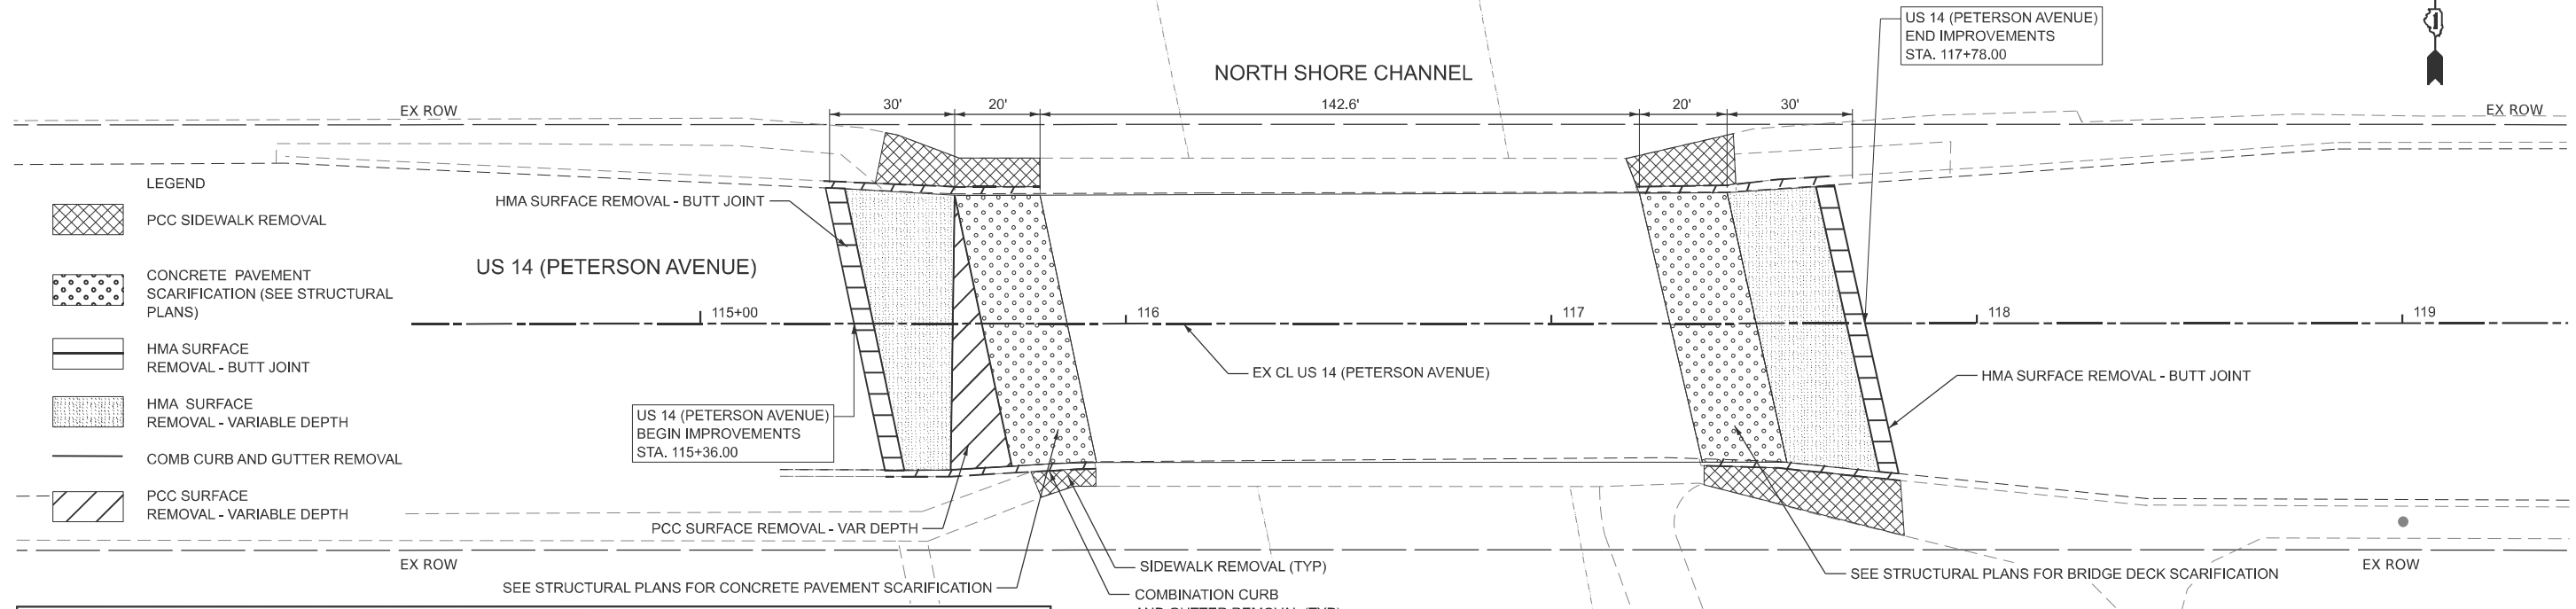 US 14 (PETERSON AVENUE)
END IMPROVEMENTS
STA. 117+78.00
NORTH SHORE CHANNEL
EX ROW
30'
20'
142.6'
20'
30'
EX ROW
LEGEND
PCC SIDEWALK REMOVAL
CONCRETE PAVEMENT
SCARIFICATION (SEE STRUCTURAL
PLANS)
HMA SURFACE
REMOVAL - BUTT JOINT
HMA SURFACE
REMOVAL - VARIABLE DEPTH
COMB CURB AND GUTTER REMOVAL
PCC SURFACE
REMOVAL - VARIABLE DEPTH
HMA SURFACE REMOVAL - BUTT JOINT
US 14 (PETERSON AVENUE)
115+00
116
117
118
119
EX CL US 14 (PETERSON AVENUE)
HMA SURFACE REMOVAL - BUTT JOINT
US 14 (PETERSON AVENUE)
BEGIN IMPROVEMENTS
STA. 115+36.00
PCC SURFACE REMOVAL - VAR DEPTH
EX ROW
SEE STRUCTURAL PLANS FOR CONCRETE PAVEMENT SCARIFICATION
SIDEWALK REMOVAL (TYP)
COMBINATION CURB
AND GUTTER REMOVAL (TYP)
SEE STRUCTURAL PLANS FOR BRIDGE DECK SCARIFICATION
EX ROW